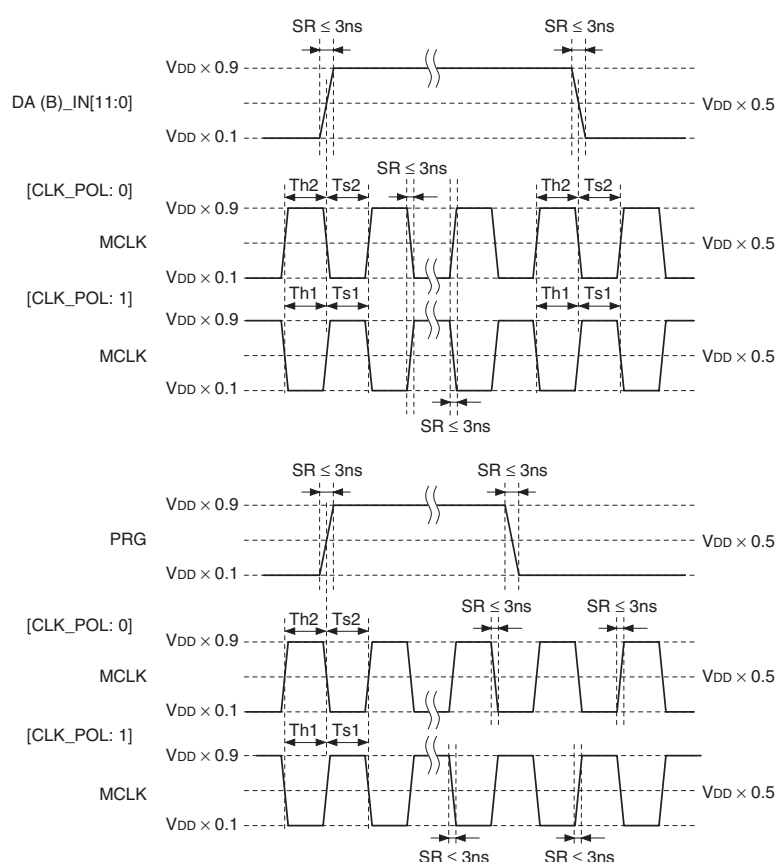 SR ≤ 3ns SR ≤ 3ns
VDD × 0.9
DA (B)_IN[11:0] VDD × 0.5
VDD × 0.1
SR ≤ 3ns
[CLK_POL: 0] Th2 Ts2 Th2 Ts2
VDD × 0.9
MCLK VDD × 0.5
VDD × 0.1
[CLK_POL: 1] Th1 Ts1 Th1 Ts1
VDD × 0.9
MCLK VDD × 0.5
VDD × 0.1
SR ≤ 3ns
SR ≤ 3ns SR ≤ 3ns
VDD × 0.9
PRG VDD × 0.5
VDD × 0.1
SR ≤ 3ns SR ≤ 3ns
[CLK_POL: 0] Th2 Ts2
VDD × 0.9
MCLK VDD × 0.5
VDD × 0.1
[CLK_POL: 1] Th1 Ts1
VDD × 0.9
MCLK VDD × 0.5
VDD × 0.1
SR ≤ 3ns SR ≤ 3ns